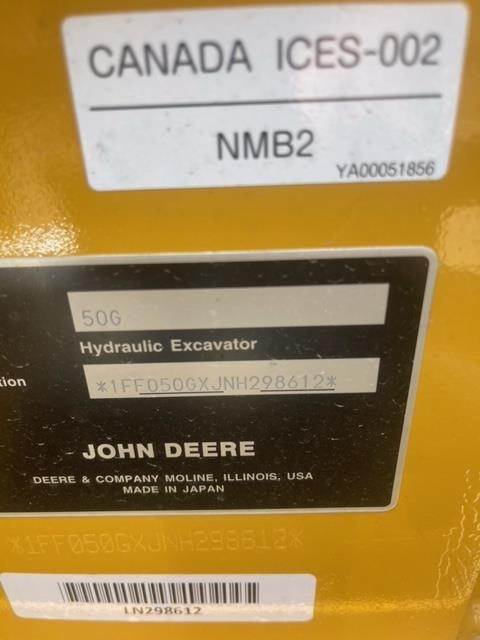 CANADA ICES-002
NMB2
YA00051856
50G
Hydraulic Excavator
tion
*1FF050GXJNH298612*
JOHN DEERE
DEERE & COMPANY MOLINE, ILLINOIS, USA
MADE IN JAPAN
*1FF050GXJNH298612*
LN298612